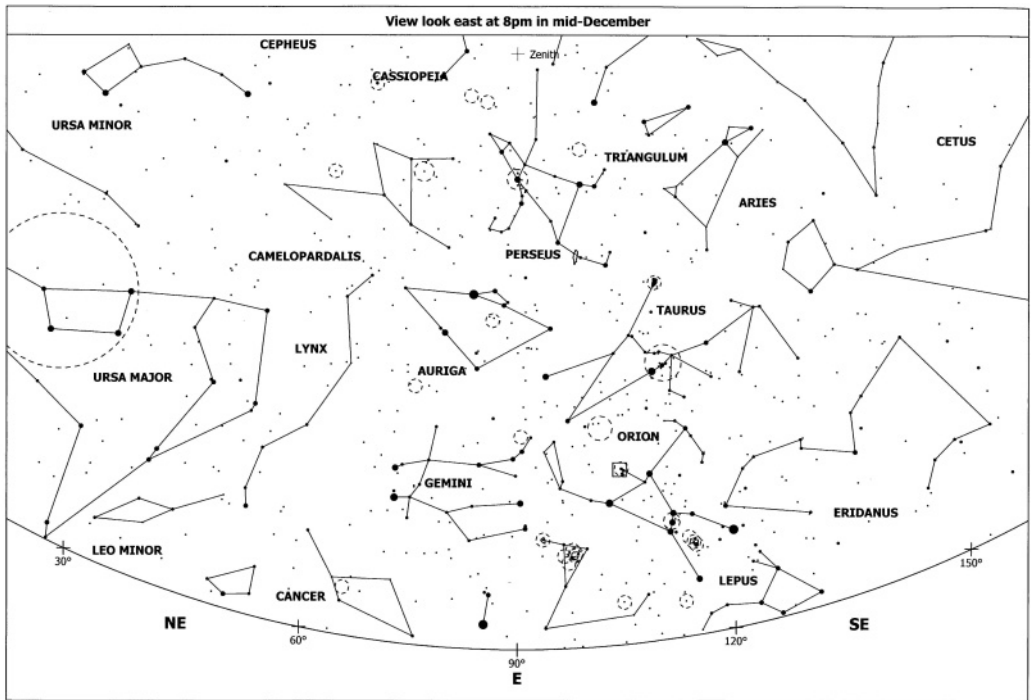 View look east at 8pm in mid-December
CEPHEUS
Zenith
CASSIOPEIA
URSA MINOR
CETUS
TRIANGULUM
ARIES
PERSEUS
CAMELOPARDALIS
TAURUS
LYNX
AURIGA
URSA MAJOR
ORION
GEMINI
ERIDANUS
LEO MINOR
30°
150°
LEPUS
CANCER
NE
SE
60°
120°
90°
E